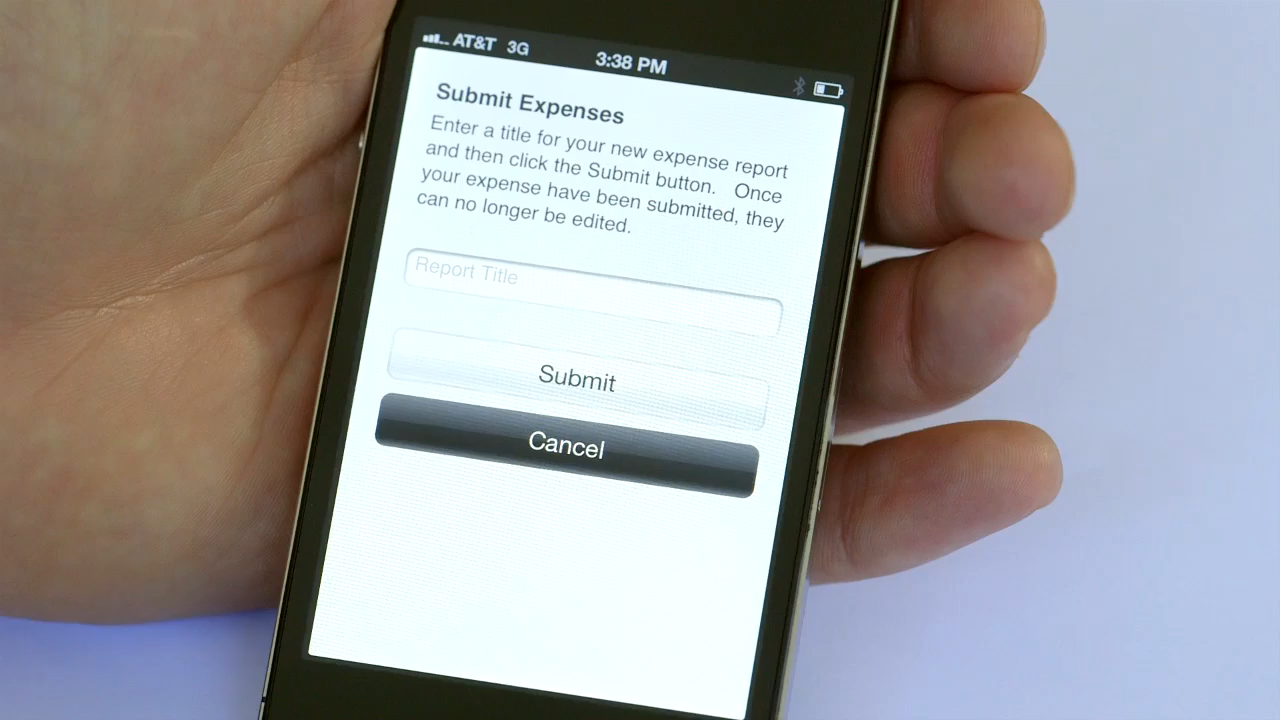 AT&T 3G 3:38 PM
Submit Expenses
Enter a title for your new expense report
and then click the Submit button. Once
your expense have been submitted, they
can no longer be edited.
Report Title
Submit
Cancel